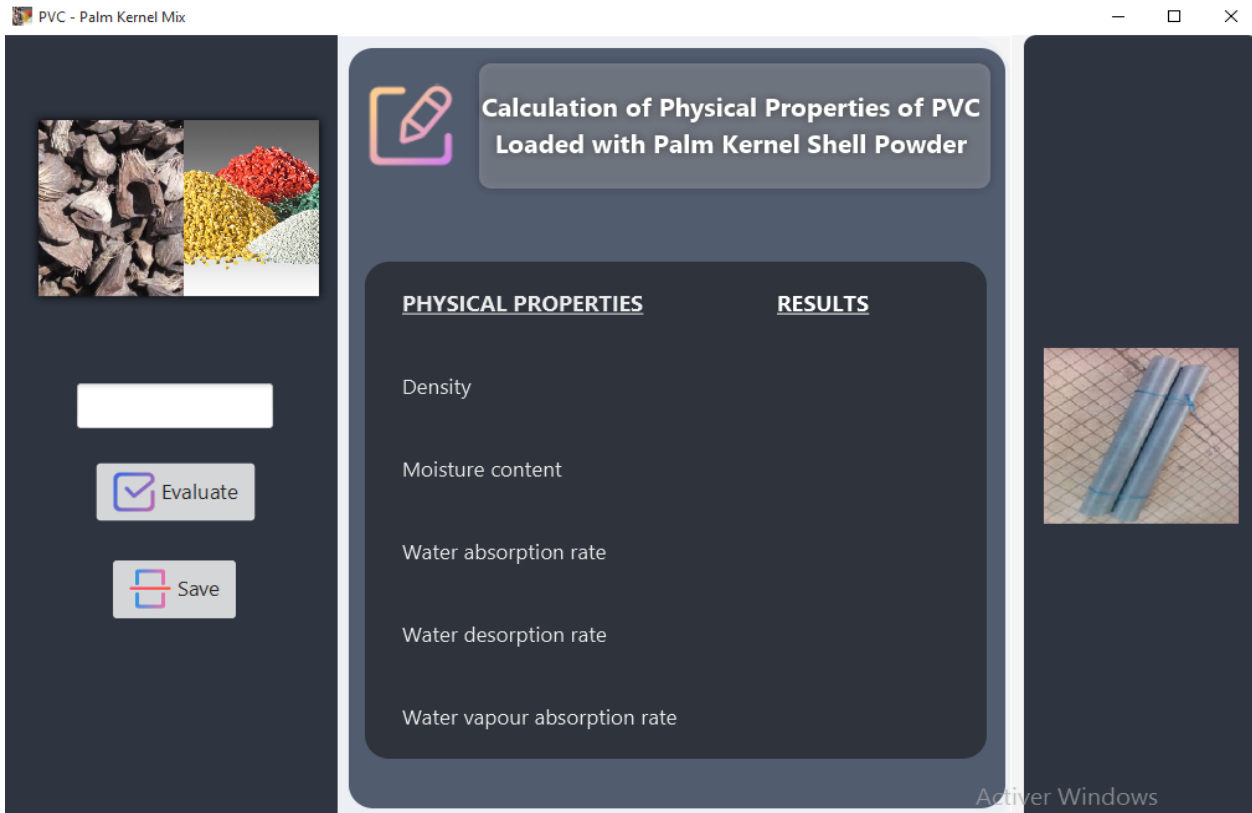 PVC - Palm Kernel Mix
Calculation of Physical Properties of PVC
Loaded with Palm Kernel Shell Powder
PHYSICAL PROPERTIES RESULTS
Density
Moisture content
Water absorption rate
Water desorption rate
Water vapour absorption rate
Evaluate
Save
Activer Windows